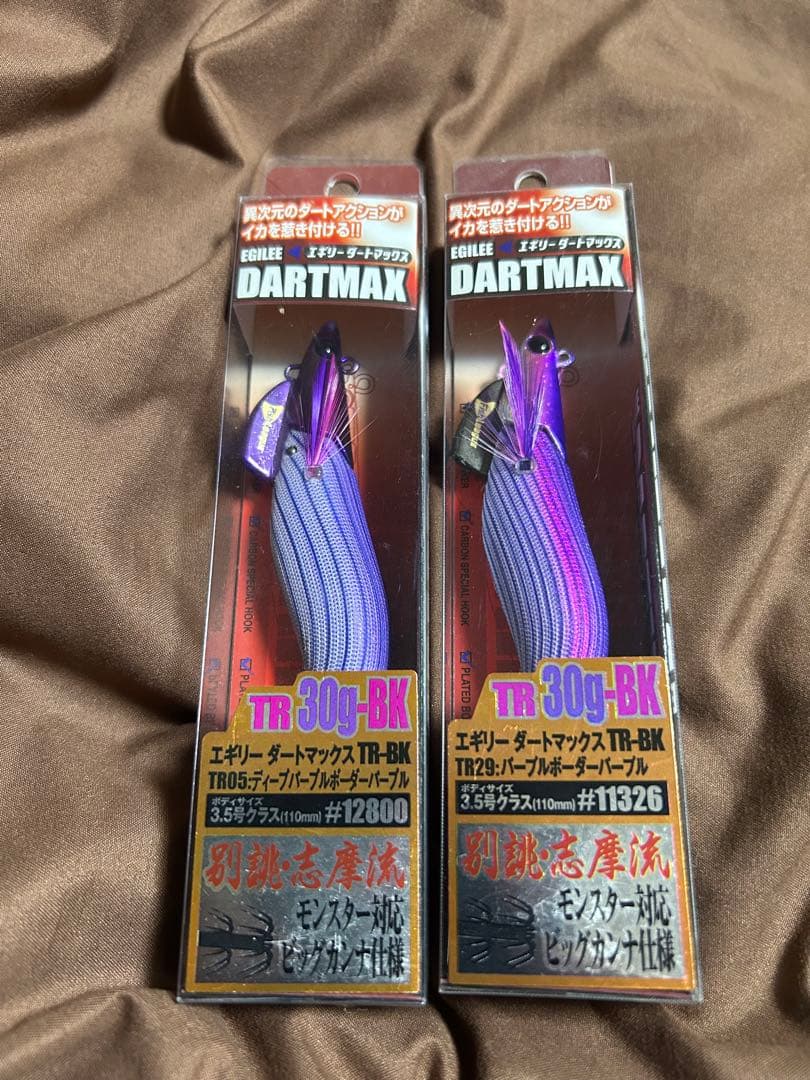 異次元のダートアクションが
イカを惹き付ける!!
EGILEE エギリーダートマックス
DARTMAX
CARBON SPECIAL HOOK
PLATED BO
TR 30g-BK
エギリー ダートマックス TR-BK
TR05:ディープパープルボーダーパープル
ボディサイズ
3.5号クラス(110mm) #12800
別誂・志摩流
モンスター対応
ビッグカンナ仕様
異次元のダートアクションが
イカを惹き付ける!!
EGILEE エギリーダートマックス
DARTMAX
CARBON SPECIAL HOOK
PLATED BO
TR 30g-BK
エギリー ダートマックス TR-BK
TR29:パープルボーダーパープル
ボディサイズ
3.5号クラス(110mm) #11326
別誂・志摩流
モンスター対応
ビッグカンナ仕様